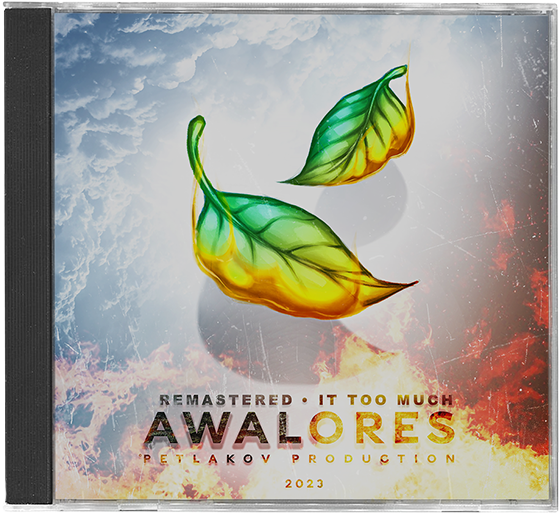 REMASTERED • IT TOO MUCH
AWALORES
PETLAKOV PRODUCTION
2023